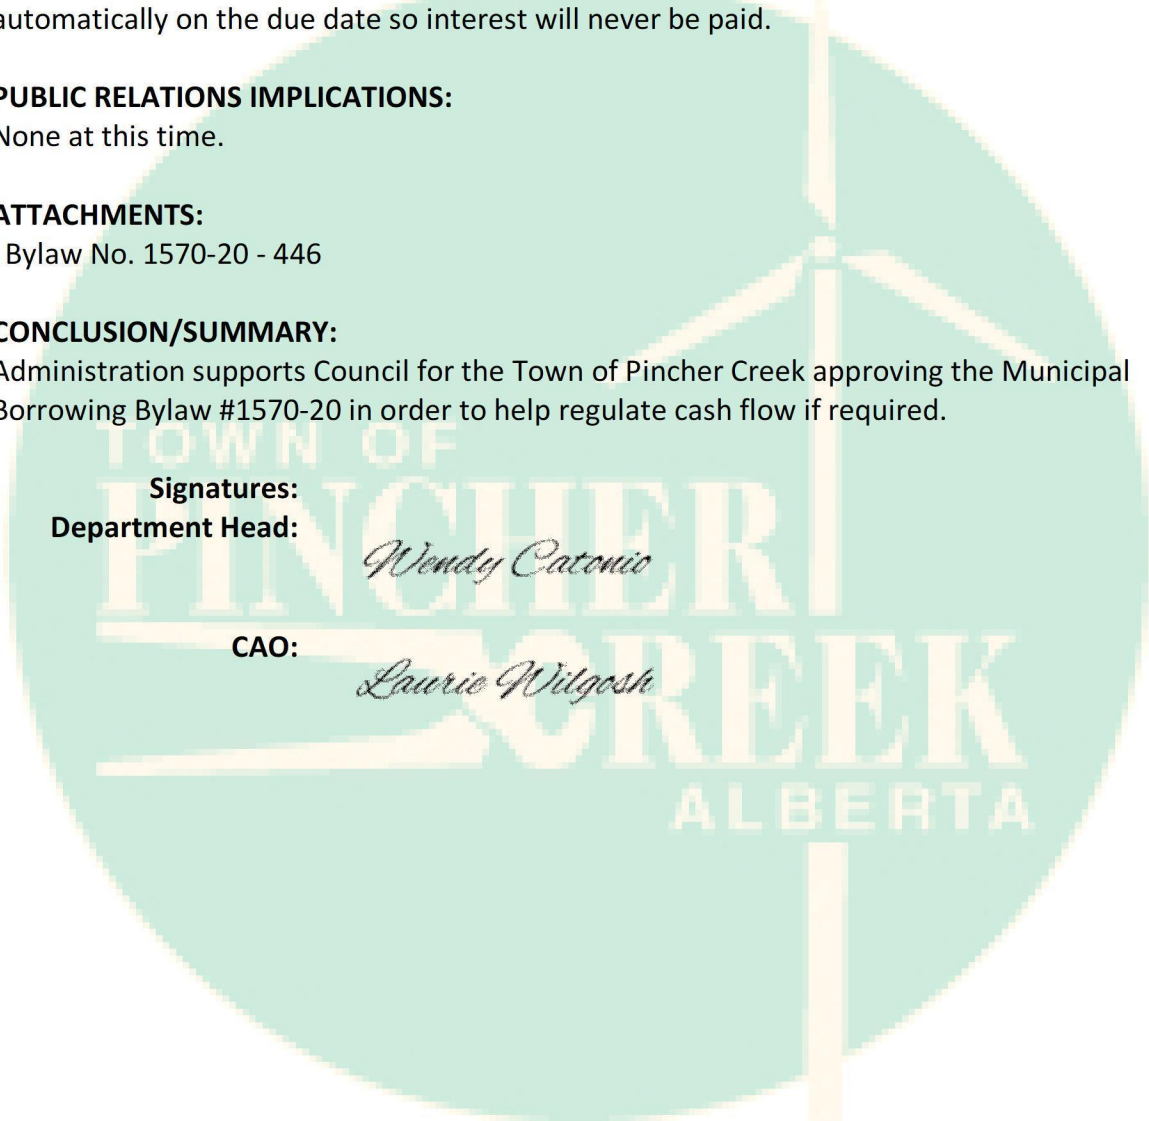 automatically on the due date so interest will never be paid.
PUBLIC RELATIONS IMPLICATIONS:
None at this time.
ATTACHMENTS:
Bylaw No. 1570-20 - 446
CONCLUSION/SUMMARY:
Administration supports Council for the Town of Pincher Creek approving the Municipal
Borrowing Bylaw #1570-20 in order to help regulate cash flow if required.
TOWN OF
PINCHER
CREEK
ALBERTA
Signatures:
Department Head:
Wendy Catonio
CAO:
Laurie Wilgosh